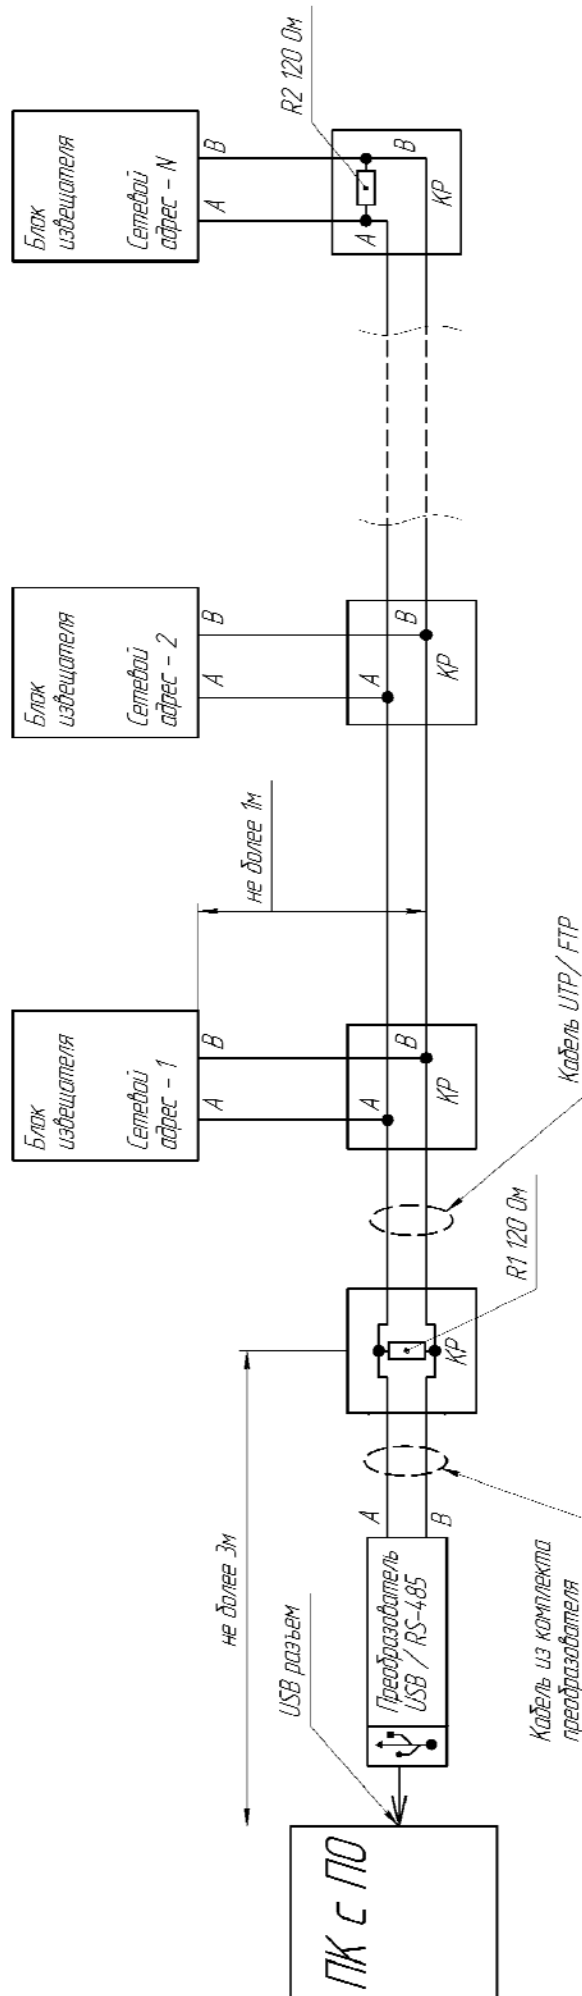 ПК с ПО
USB разъем
не более 3м
Преобразователь
USB / RS-485
A
B
Кабель из комплекта
преобразователя
КР
R1 120 Ом
Кабель UTP/ FTP
Блок
извещателя
Сетевой
адрес - 1
A
B
A
B
КР
не более 1м
Блок
извещателя
Сетевой
адрес - 2
A
B
A
B
КР
Блок
извещателя
Сетевой
адрес - N
A
B
A
B
КР
R2 120 Ом